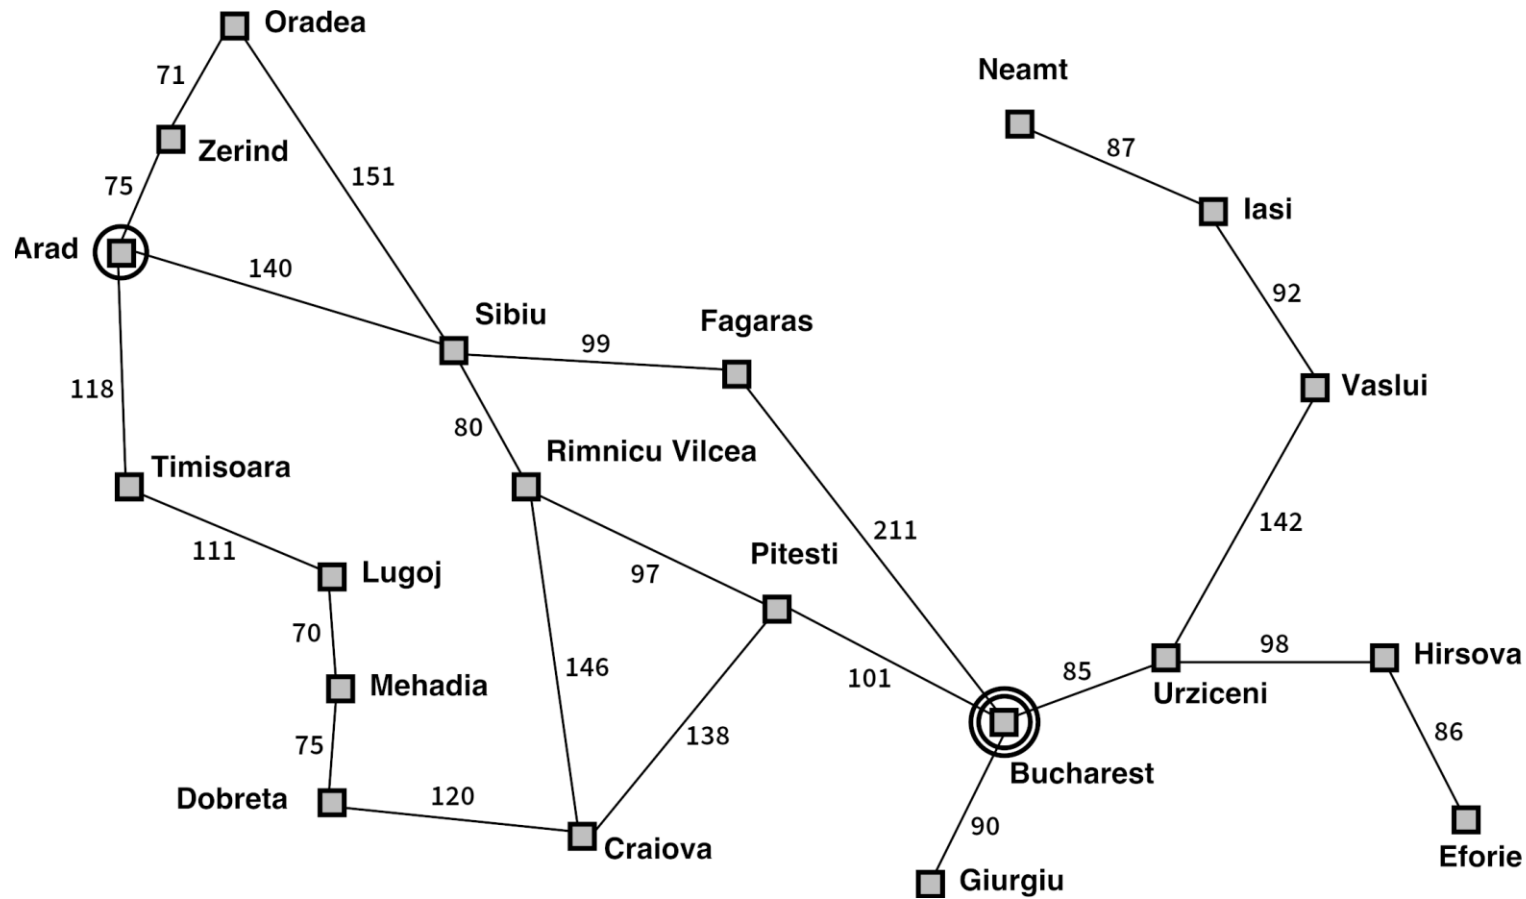 Oradea
71
Neamt
Zerind
87
75
151
Iasi
Arad
140
92
Sibiu
Fagaras
99
118
Vaslui
80
Rimnicu Vilcea
Timisoara
211
142
111
Pitesti
Lugoj
97
70
98
Hirsova
146
101
85
Mehadia
Urziceni
86
75
138
Bucharest
Dobreta
120
90
Craiova
Eforie
Giurgiu